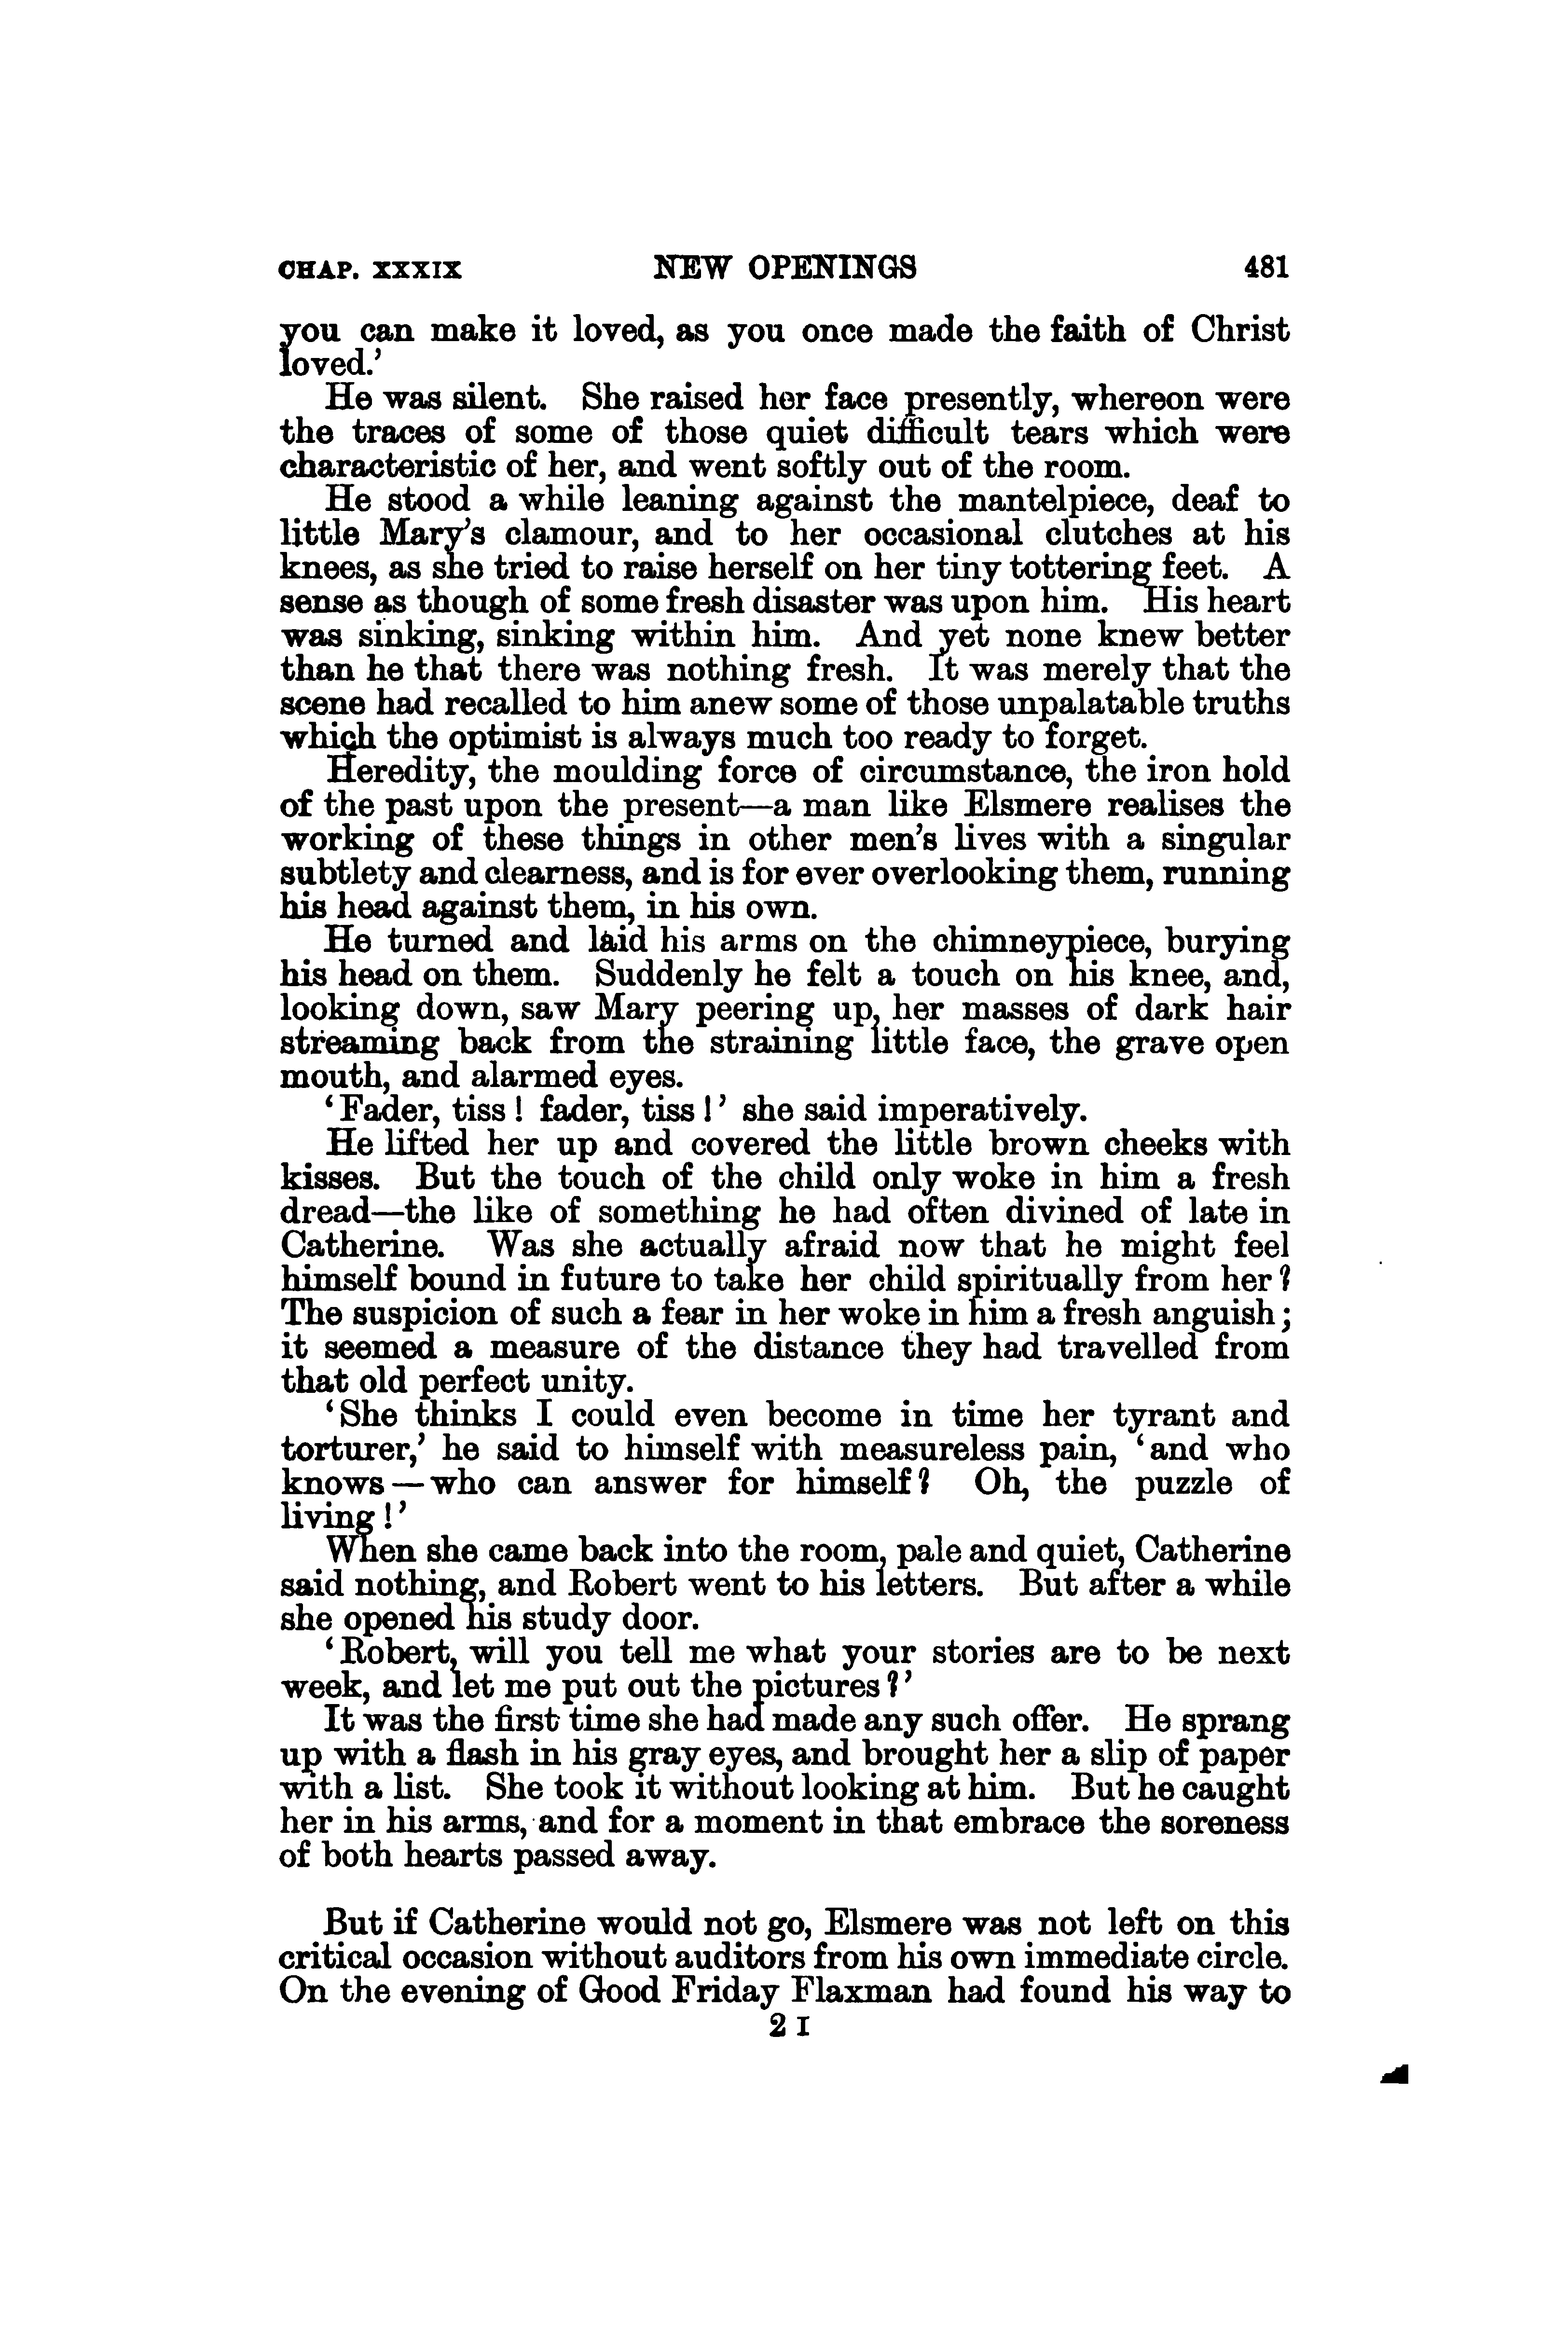 CHAP. XXXIX NEW OPENINGS 481
you can make it loved, as you once made the faith of Christ
loved.’
He was silent. She raised her face presently, whereon were
the traces of some of those quiet difficult tears which were
characteristic of her, and went softly out of the room.
He stood a while leaning against the mantelpiece, deaf to
little Mary’s clamour, and to her occasional clutches at his
knees, as she tried to raise herself on her tiny tottering feet. A
sense as though of some fresh disaster was upon him. His heart
was sinking, sinking within him. And yet none knew better
than he that there was nothing fresh. It was merely that the
scene had recalled to him anew some of those unpalatable truths
which the optimist is always much too ready to forget.
Heredity, the moulding force of circumstance, the iron hold
of the past upon the present—a man like Elsmere realises the
working of these things in other men’s lives with a singular
subtlety and clearness, and is for ever overlooking them, running
his head against them, in his own.
He turned and laid his arms on the chimneypiece, burying
his head on them. Suddenly he felt a touch on his knee, and,
looking down, saw Mary peering up, her masses of dark hair
streaming back from the straining little face, the grave open
mouth, and alarmed eyes.
‘Fader, tiss! fader, tiss!’ she said imperatively.
He lifted her up and covered the little brown cheeks with
kisses. But the touch of the child only woke in him a fresh
dread—the like of something he had often divined of late in
Catherine. Was she actually afraid now that he might feel
himself bound in future to take her child spiritually from her?
The suspicion of such a fear in her woke in him a fresh anguish;
it seemed a measure of the distance they had travelled from
that old perfect unity.
‘She thinks I could even become in time her tyrant and
torturer,’ he said to himself with measureless pain, ‘and who
knows—who can answer for himself? Oh, the puzzle of
living!’
When she came back into the room, pale and quiet, Catherine
said nothing, and Robert went to his letters. But after a while
she opened his study door.
‘Robert, will you tell me what your stories are to be next
week, and let me put out the pictures?’
It was the first time she had made any such offer. He sprang
up with a flash in his gray eyes, and brought her a slip of paper
with a list. She took it without looking at him. But he caught
her in his arms, and for a moment in that embrace the soreness
of both hearts passed away.
But if Catherine would not go, Elsmere was not left on this
critical occasion without auditors from his own immediate circle.
On the evening of Good Friday Flaxman had found his way to
2 I